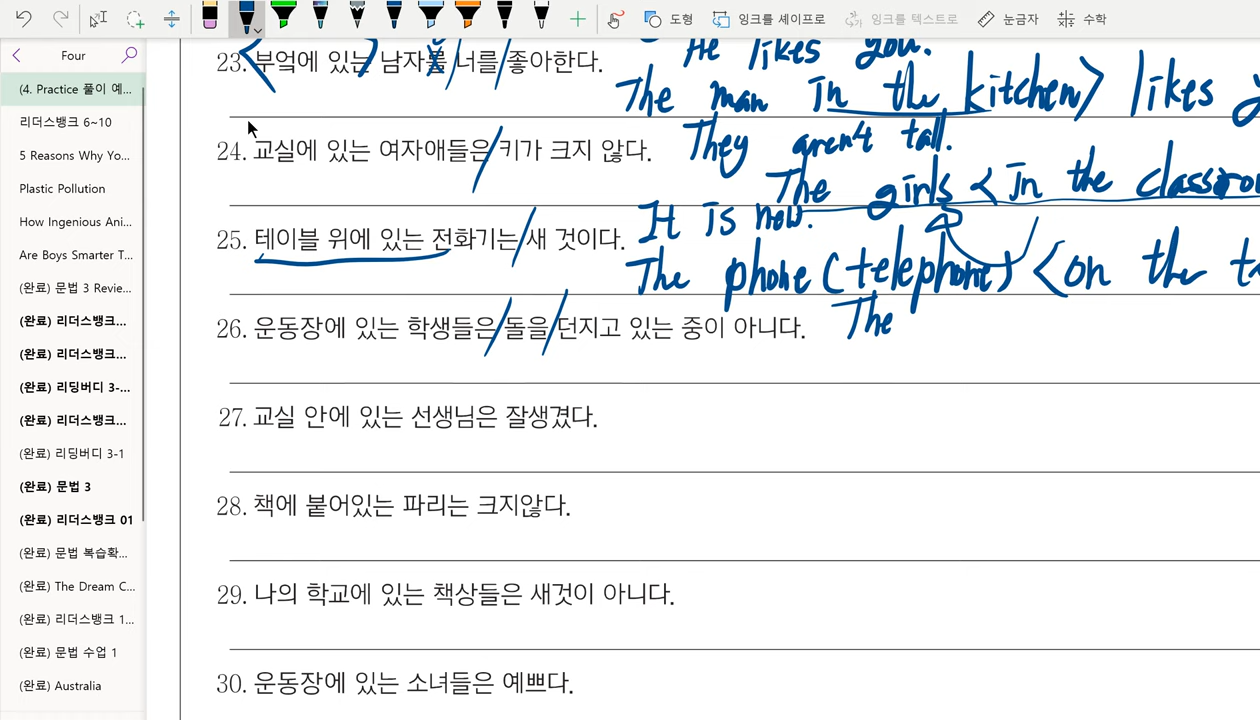 도형
잉크를 셰이프로
잉크를 텍스트로
눈금자
수학
Four
(4. Practice 풀이 예...
리더스뱅크 6~10
5 Reasons Why Yo...
Plastic Pollution
How Ingenious Ani...
Are Boys Smarter T...
(완료) 문법 3 Revie...
(완료) 리더스뱅크...
(완료) 리더스뱅크...
(완료) 리딩버디 3-...
(완료) 리더스뱅크...
(완료) 리딩버디 3-1
(완료) 문법 3
(완료) 리더스뱅크 01
(완료) 문법 복습확...
(완료) The Dream C...
(완료) 리더스뱅크 1...
(완료) 문법 수업 1
(완료) Australia
He likes you.
23. 부엌에 있는 남자 너를 좋아한다.
The man in the kitchen> likes
They aren't tall.
24. 교실에 있는 여자애들은 키가 크지 않다.
The girls <in the classroo
It is new.
25. 테이블 위에 있는 전화기는 새 것이다.
The phone (telephone) <on the t
26. 운동장에 있는 학생들은 돌을 던지고 있는 중이 아니다.
The
27. 교실 안에 있는 선생님은 잘생겼다.
28. 책에 붙어있는 파리는 크지않다.
29. 나의 학교에 있는 책상들은 새것이 아니다.
30. 운동장에 있는 소녀들은 예쁘다.